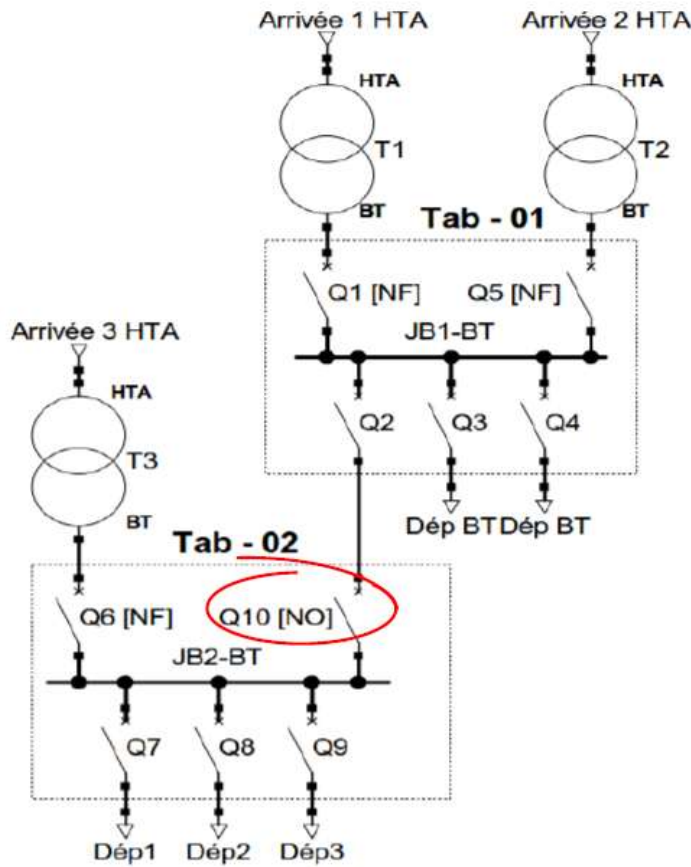 Arrivée 1 HTA Arrivée 2 HTA
HTA HTA
T1 T2
BT BT
Tab - 01
Q1 [NF] Q5 [NF]
JB1-BT
Arrivée 3 HTA
HTA
Q2 Q3 Q4
T3
BT
Dép BT Dép BT
Tab - 02
Q6 [NF] Q10 [NO]
JB2-BT
Q7 Q8 Q9
Dép1 Dép2 Dép3